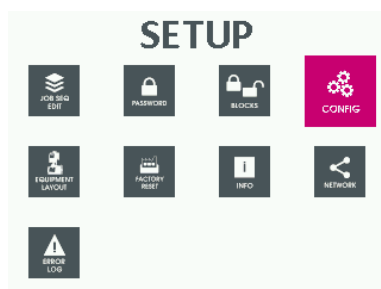 SETUP
JOB SEQ
EDIT
PASSWORD
BLOCKS
CONFIG
EQUIPMENT
LAYOUT
FACTORY
RESET
i
INFO
NETWORK
ERROR
LOG